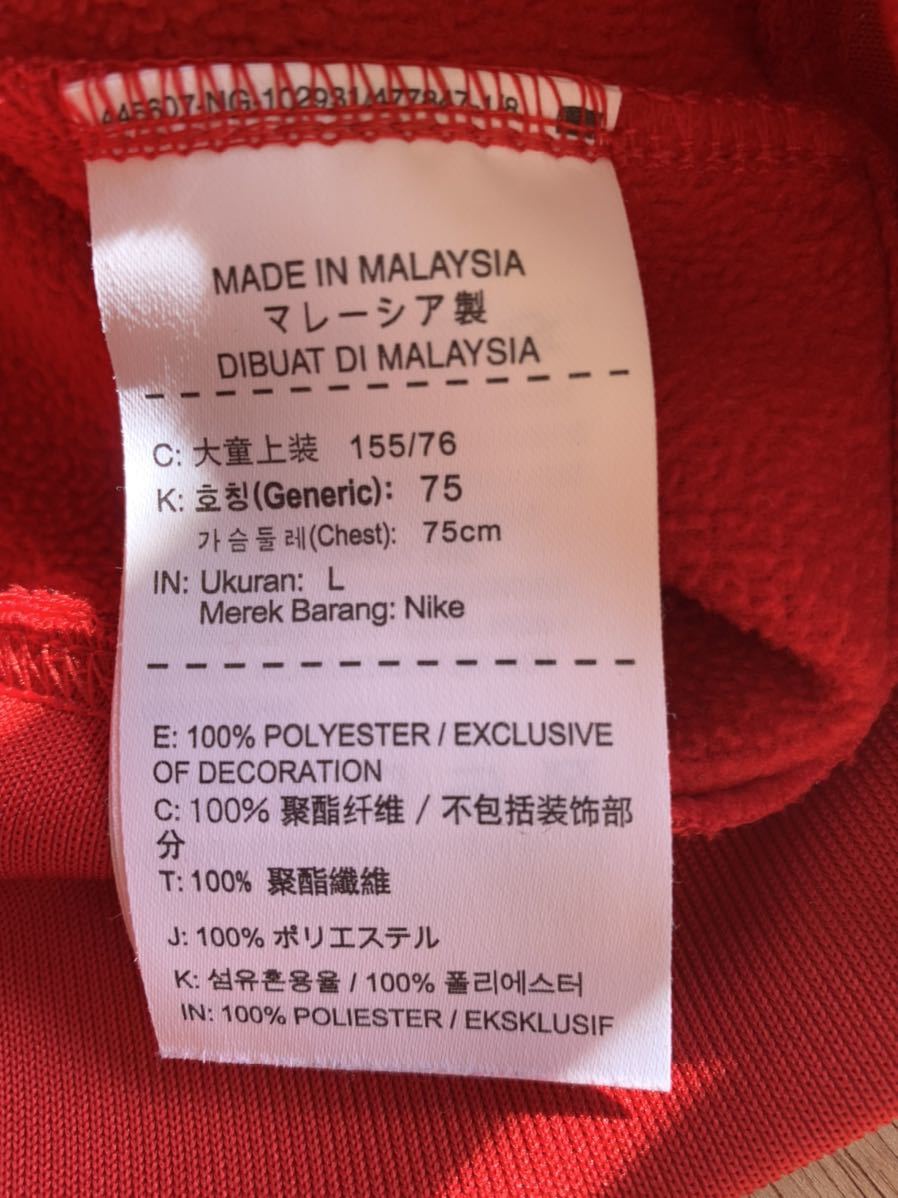 MADE IN MALAYSIA
マレーシア製
DIBUAT DI MALAYSIA
C: 大童上装 155/76
K: 호칭(Generic): 75
가슴둘레(Chest): 75cm
IN: Ukuran: L
Merek Barang: Nike
E: 100% POLYESTER / EXCLUSIVE
OF DECORATION
C: 100% 聚酯纤维 / 不包括装饰部
分
T: 100% 聚酯纖維
J: 100% ポリエステル
K: 섬유혼용율 / 100% 폴리에스터
IN: 100% POLIESTER / EKSKLUSIF